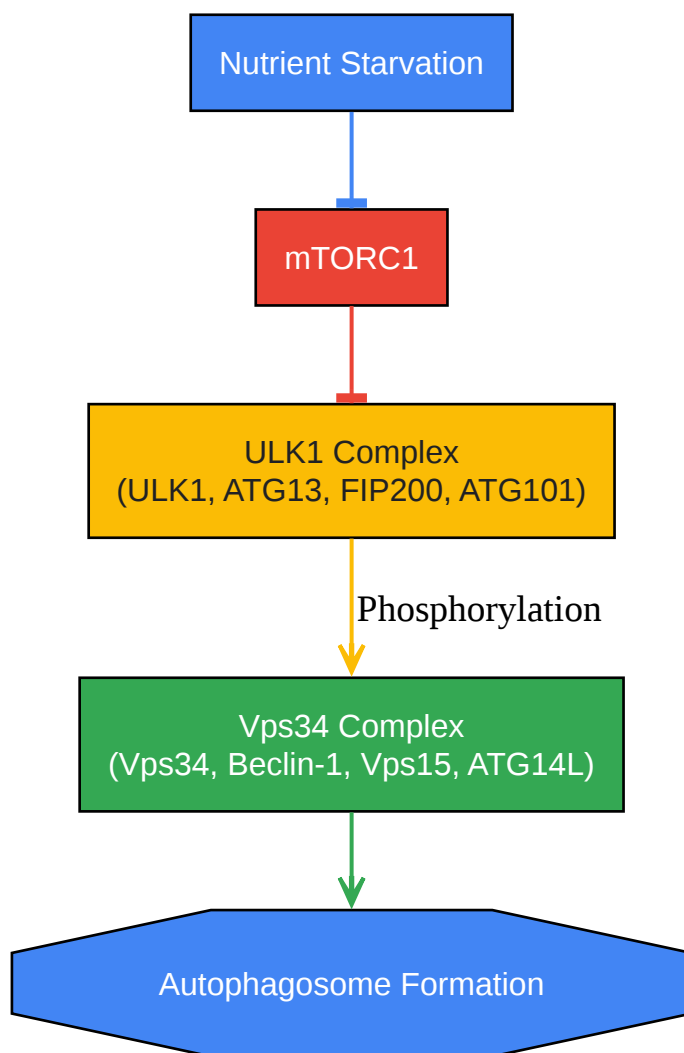 Nutrient Starvation
mTORC1
ULK1 Complex
(ULK1, ATG13, FIP200, ATG101)
Phosphorylation
Vps34 Complex
(Vps34, Beclin-1, Vps15, ATG14L)
Autophagosome Formation